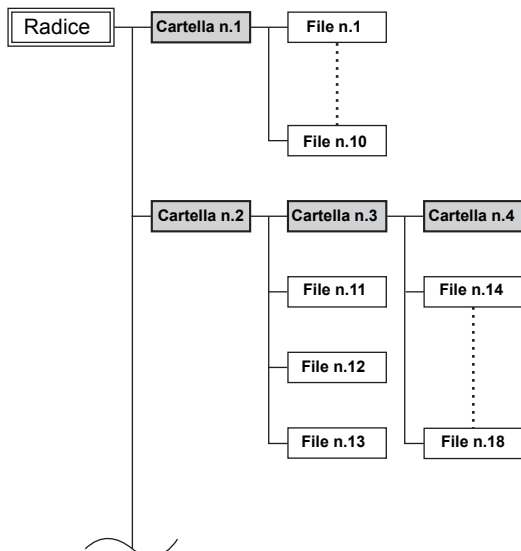 Radice
Cartella n.1
File n.1
File n.10
Cartella n.2
Cartella n.3
Cartella n.4
File n.11
File n.14
File n.12
File n.13
File n.18